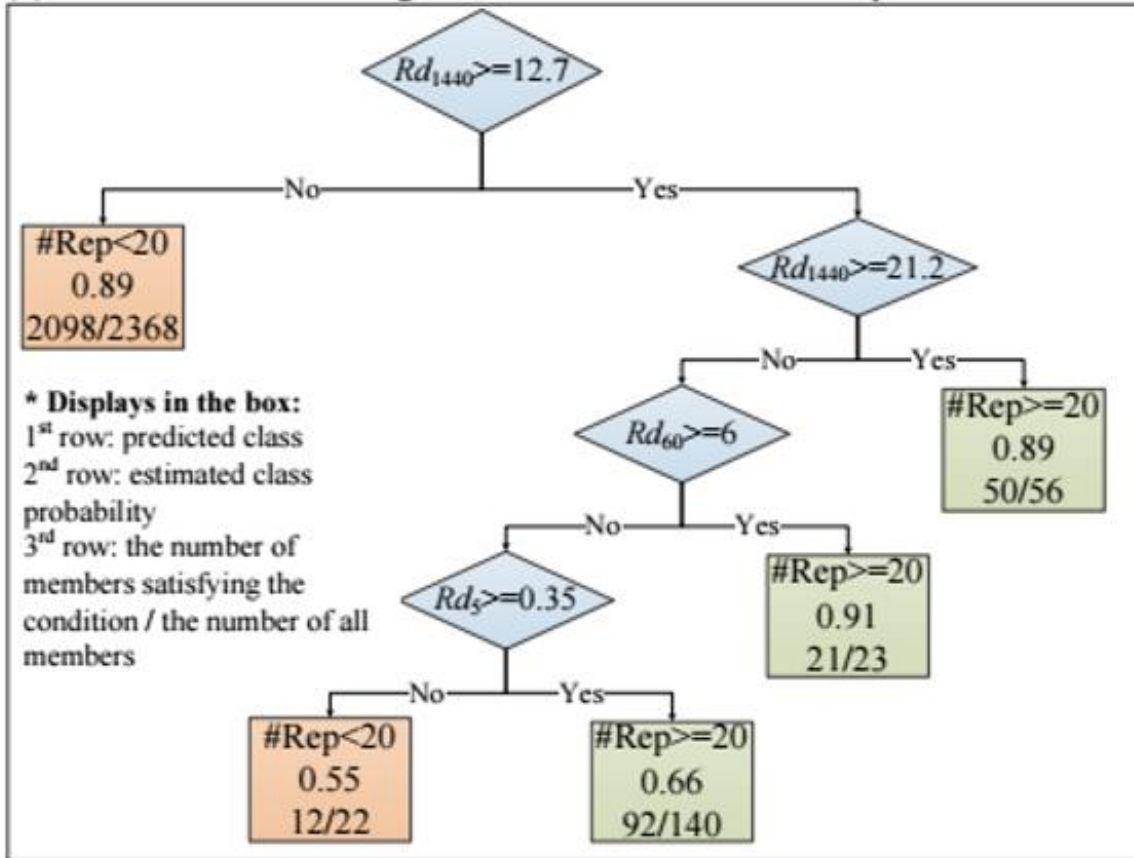 Rd1440>=12.7
No
Yes
#Rep<20
0.89
2098/2368
Rd1440>=21.2
No
Yes
* Displays in the box:
1st row: predicted class
2nd row: estimated class
probability
3rd row: the number of
members satisfying the
condition / the number of all
members
Rd60>=6
#Rep>=20
0.89
50/56
No
Yes
Rd5>=0.35
#Rep>=20
0.91
21/23
No
Yes
#Rep<20
0.55
12/22
#Rep>=20
0.66
92/140